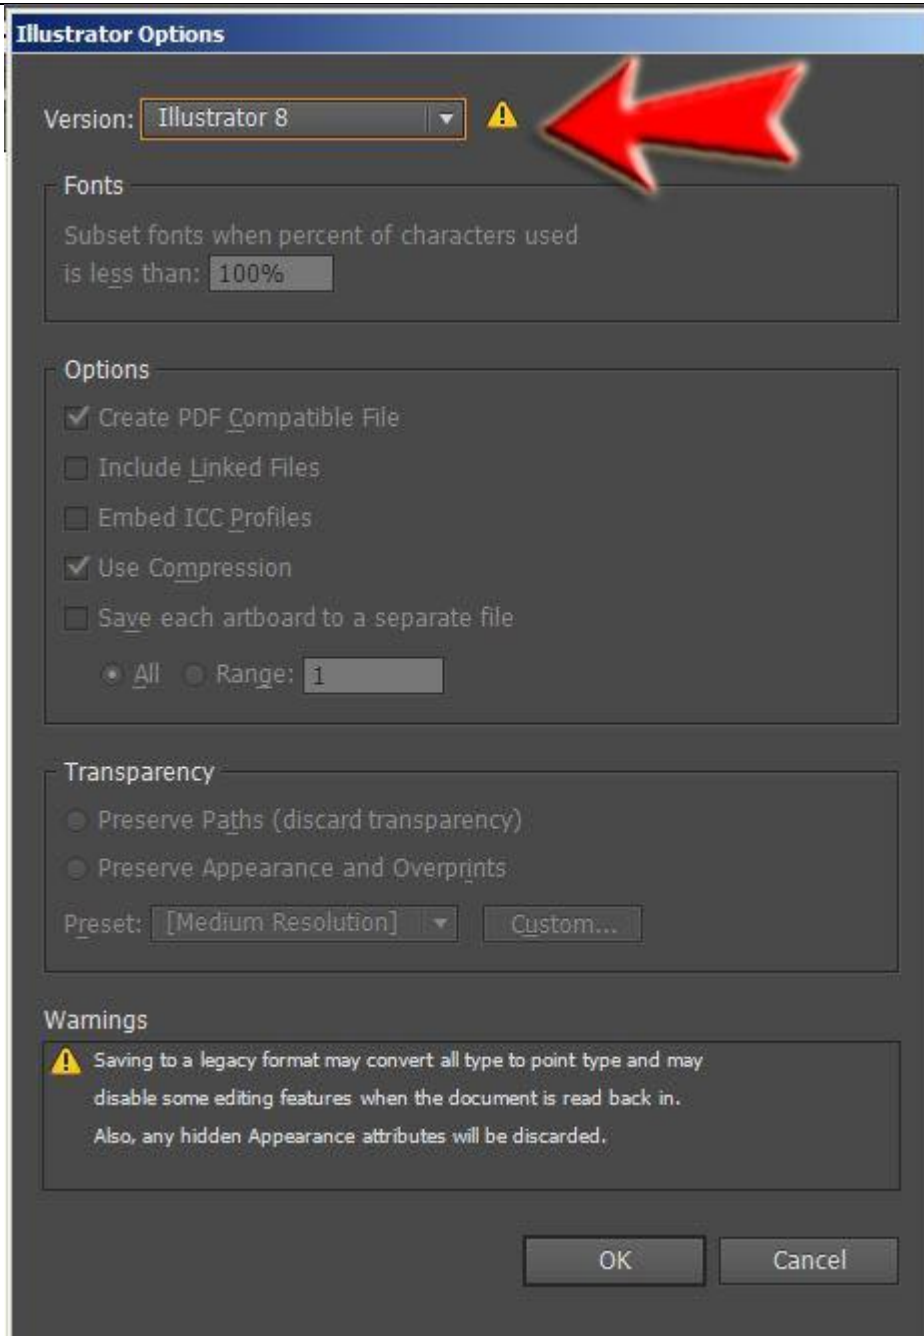 Illustrator Options
Version: Illustrator 8
Fonts
Subset fonts when percent of characters used
is less than: 100%
Options
Create PDF Compatible File
Include Linked Files
Embed ICC Profiles
Use Compression
Save each artboard to a separate file
All Range: 1
Transparency
Preserve Paths (discard transparency)
Preserve Appearance and Overprints
Preset: [Medium Resolution] Custom...
Warnings
Saving to a legacy format may convert all type to point type and may
disable some editing features when the document is read back in.
Also, any hidden Appearance attributes will be discarded.
OK Cancel